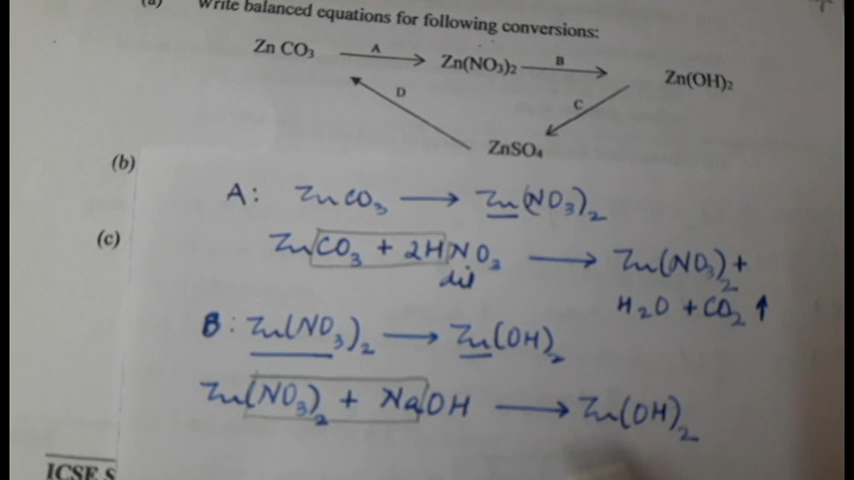 (a) Write balanced equations for following conversions:
Zn CO₃ A Zn(NO₃)₂ B Zn(OH)₂
D C
ZnSO₄
(b)
A: ZnCO₃ ⟶ Zn(NO₃)₂
(c)
ZnCO₃ + 2HNO₃ ⟶ Zn(NO₃)₂ +
dil
H₂O + CO₂ ↑
B: Zn(NO₃)₂ ⟶ Zn(OH)₂
Zn(NO₃)₂ + NaOH ⟶ Zn(OH)₂
ICSE S